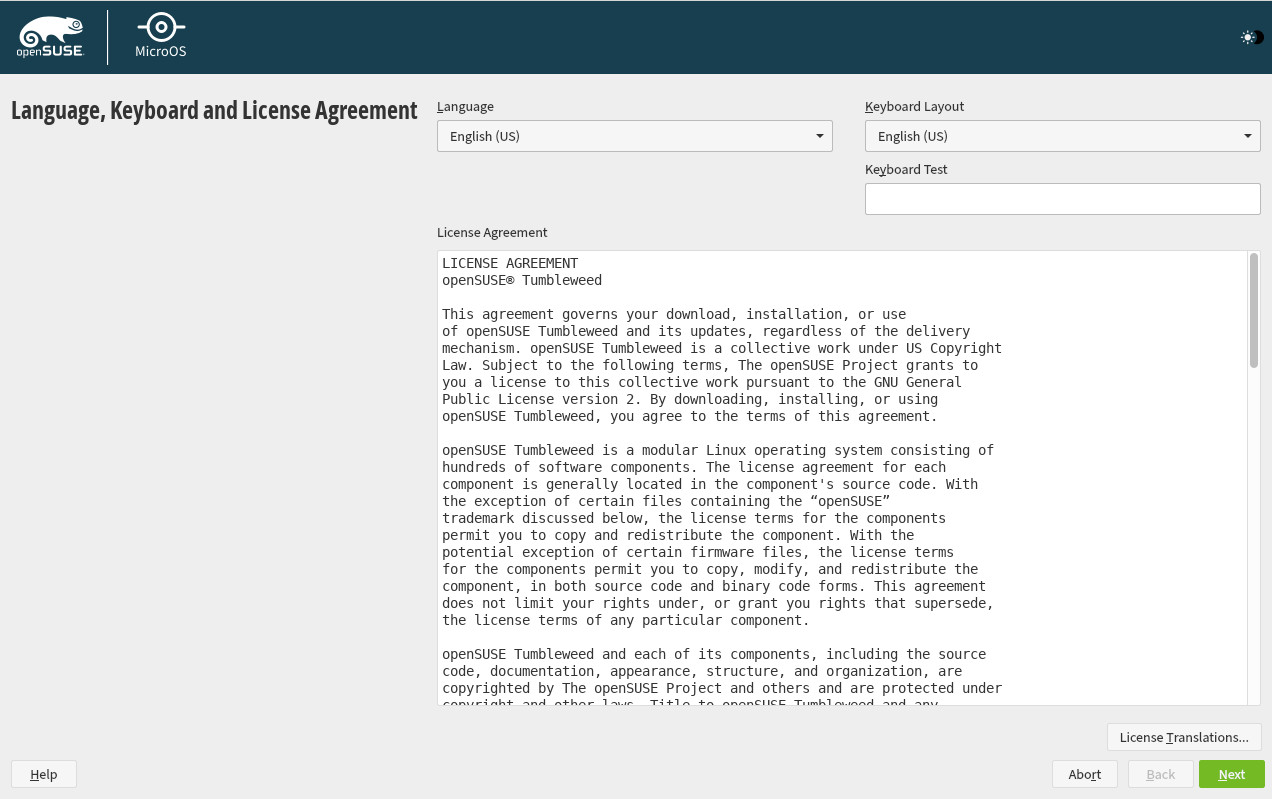 openSUSE
MicroOS
Language, Keyboard and License Agreement
Language
English (US)
Keyboard Layout
English (US)
Keyboard Test
License Agreement
LICENSE AGREEMENT
openSUSE® Tumbleweed
This agreement governs your download, installation, or use
of openSUSE Tumbleweed and its updates, regardless of the delivery
mechanism. openSUSE Tumbleweed is a collective work under US Copyright
Law. Subject to the following terms, The openSUSE Project grants to
you a license to this collective work pursuant to the GNU General
Public License version 2. By downloading, installing, or using
openSUSE Tumbleweed, you agree to the terms of this agreement.
openSUSE Tumbleweed is a modular Linux operating system consisting of
hundreds of software components. The license agreement for each
component is generally located in the component's source code. With
the exception of certain files containing the “openSUSE”
trademark discussed below, the license terms for the components
permit you to copy and redistribute the component. With the
potential exception of certain firmware files, the license terms
for the components permit you to copy, modify, and redistribute the
component, in both source code and binary code forms. This agreement
does not limit your rights under, or grant you rights that supersede,
the license terms of any particular component.
openSUSE Tumbleweed and each of its components, including the source
code, documentation, appearance, structure, and organization, are
copyrighted by The openSUSE Project and others and are protected under
copyright and other laws. Title to openSUSE Tumbleweed and any
License Translations...
Help
Abort
Back
Next